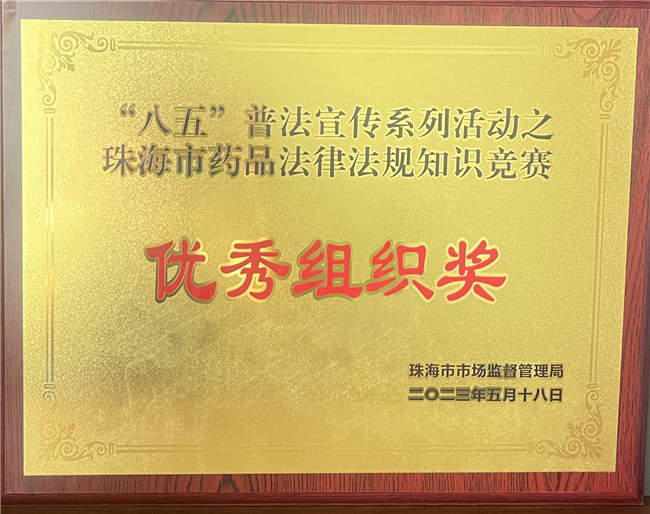 “八五”普法宣传系列活动之
珠海市药品法律法规知识竞赛
优秀组织奖
珠海市市场监督管理局
二〇二三年五月十八日